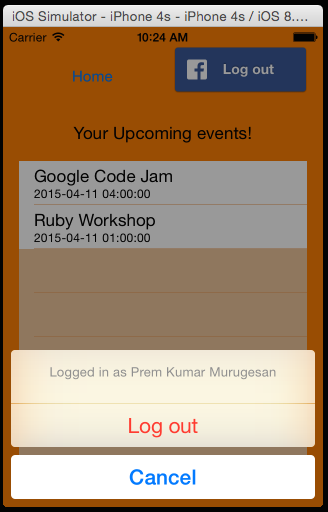 iOS Simulator - iPhone 4s - iPhone 4s / iOS 8....
Carrier 10:24 AM
Home
Log out
Your Upcoming events!
Google Code Jam
2015-04-11 04:00:00
Ruby Workshop
2015-04-11 01:00:00
Logged in as Prem Kumar Murugesan
Log out
Cancel